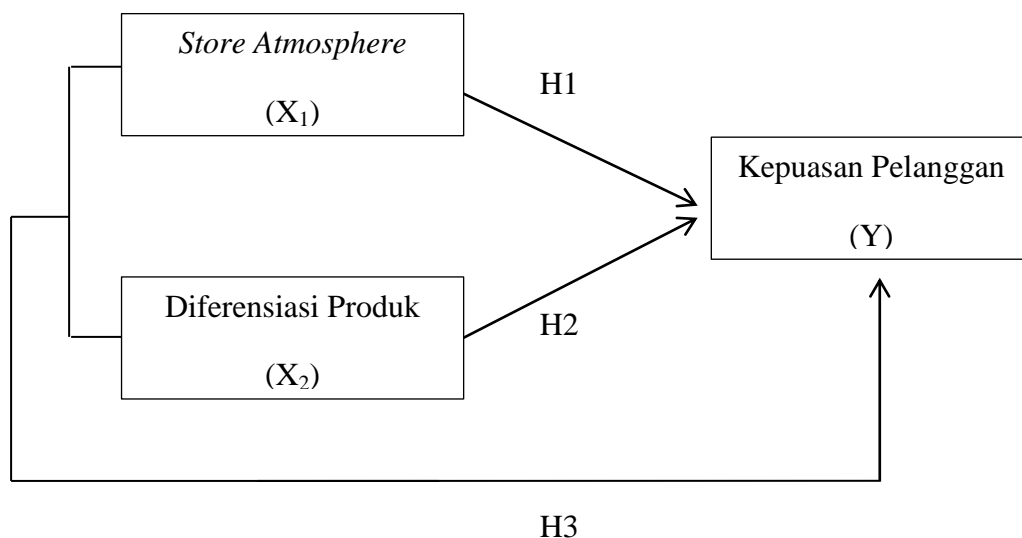 Store Atmosphere
(X₁)
H1
Kepuasan Pelanggan
(Y)
Diferensiasi Produk
(X₂)
H2
H3